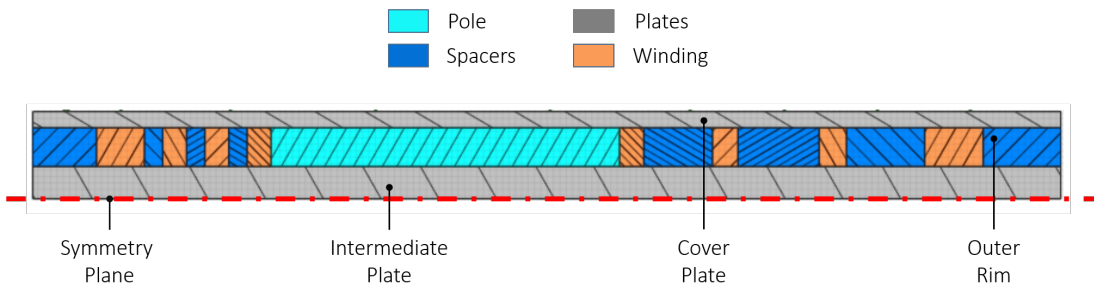 Pole
Plates
Spacers
Winding
Symmetry
Plane
Intermediate
Plate
Cover
Plate
Outer
Rim